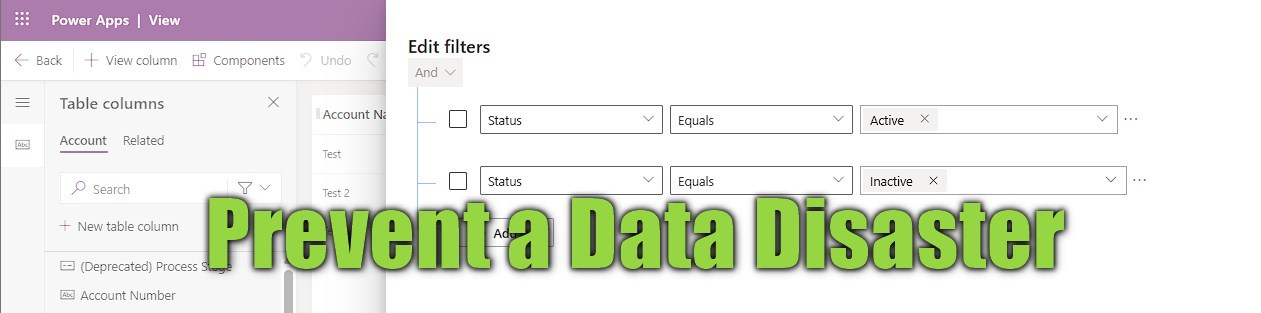 Power Apps | View
Back
View column
Components
Undo
Table columns
Account
Related
Search
New table column
(Deprecated) Process Stage
Account Number
Account Na
Test
Test 2
Edit filters
And
Status
Equals
Active
Status
Equals
Inactive
Add
Prevent a Data Disaster